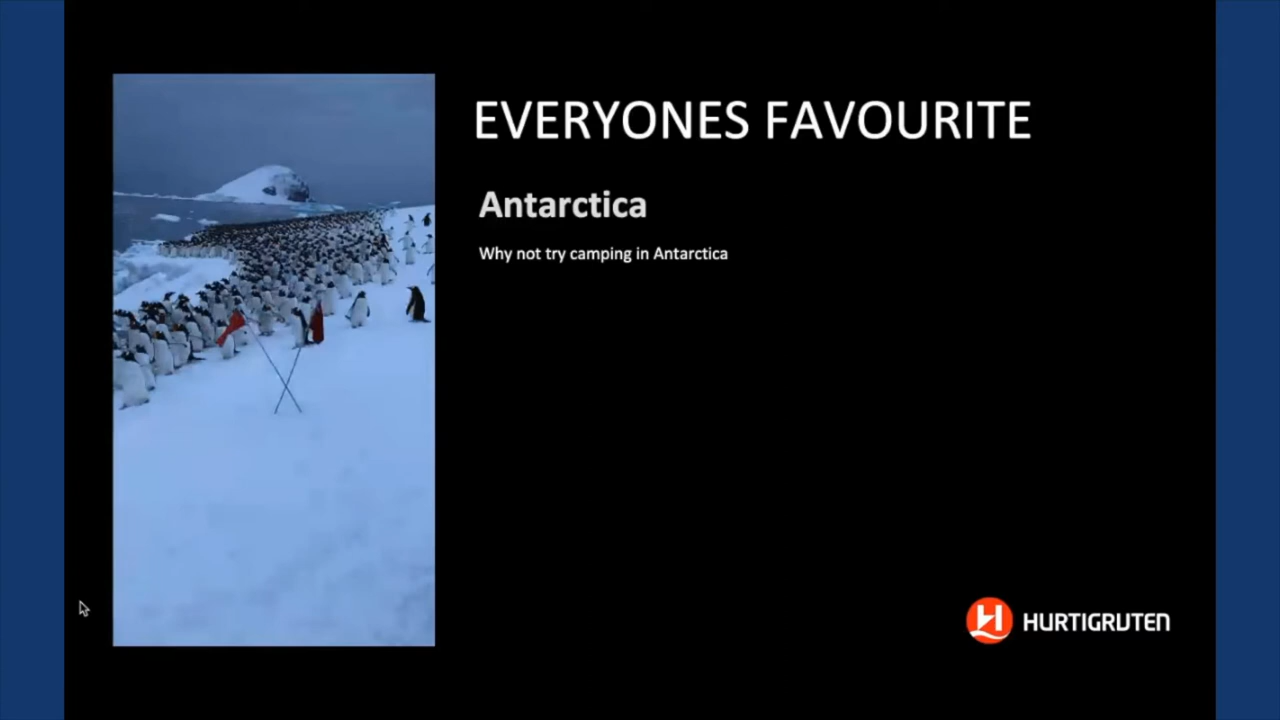 EVERYONES FAVOURITE
Antarctica
Why not try camping in Antarctica
HURTIGRUTEN